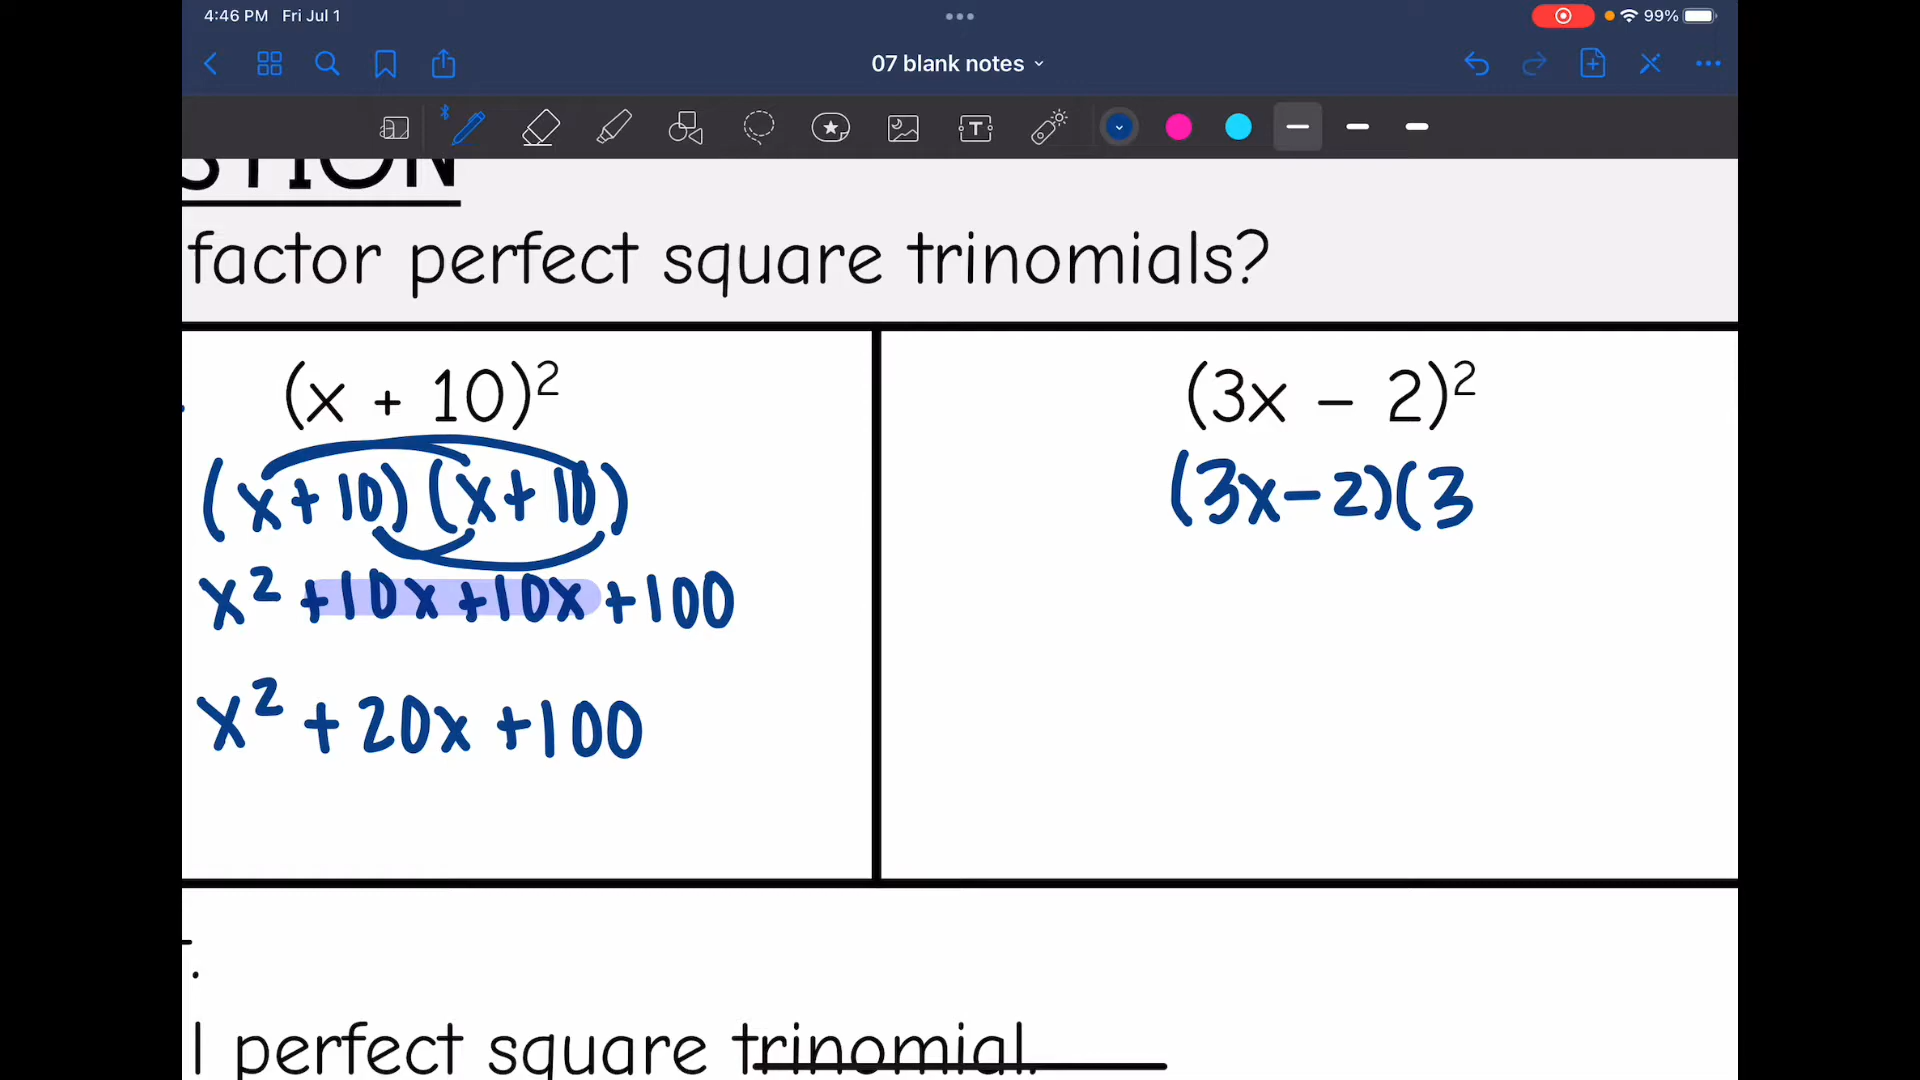 4:46 PM Fri Jul 1
99%
07 blank notes
STION
factor perfect square trinomials?
(x + 10)²
(x+10)(x+10)
x² +10x+10x+100
x² + 20x +100
(3x – 2)²
(3x-2)(3
l perfect square trinomial.